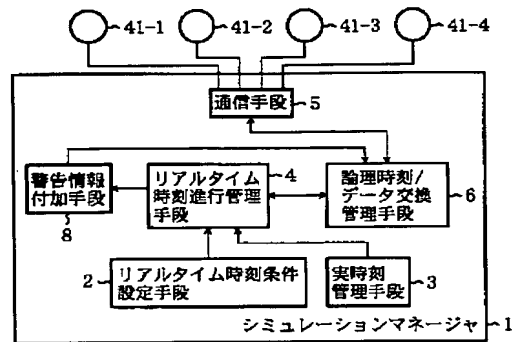 41-1
41-2
41-3
41-4
通信手段
5
警告情報
付加手段
8
リアルタイム
時刻進行管理
手段
4
論理時刻/
データ交換
管理手段
6
2
リアルタイム時刻条件
設定手段
実時刻
管理手段
3
シミュレーションマネージャ
1